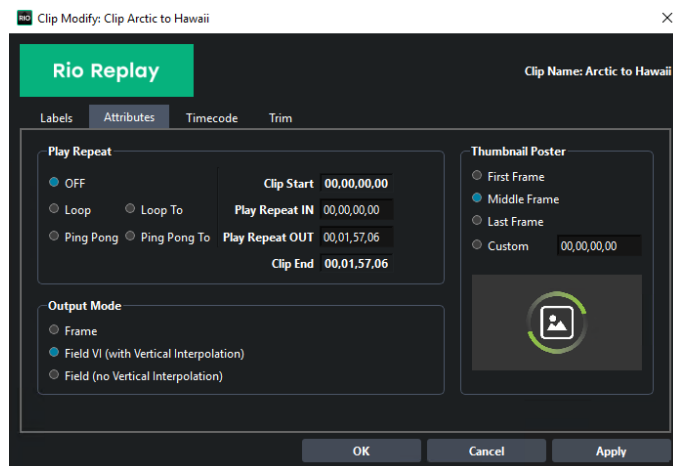 RIO Clip Modify: Clip Arctic to Hawaii
Rio Replay
Clip Name: Arctic to Hawaii
Labels Attributes Timecode Trim
Play Repeat
OFF
Loop Loop To
Ping Pong Ping Pong To
Clip Start 00,00,00,00
Play Repeat IN 00,00,00,00
Play Repeat OUT 00,01,57,06
Clip End 00,01,57,06
Output Mode
Frame
Field VI (with Vertical Interpolation)
Field (no Vertical Interpolation)
Thumbnail Poster
First Frame
Middle Frame
Last Frame
Custom 00,00,00,00
OK Cancel Apply